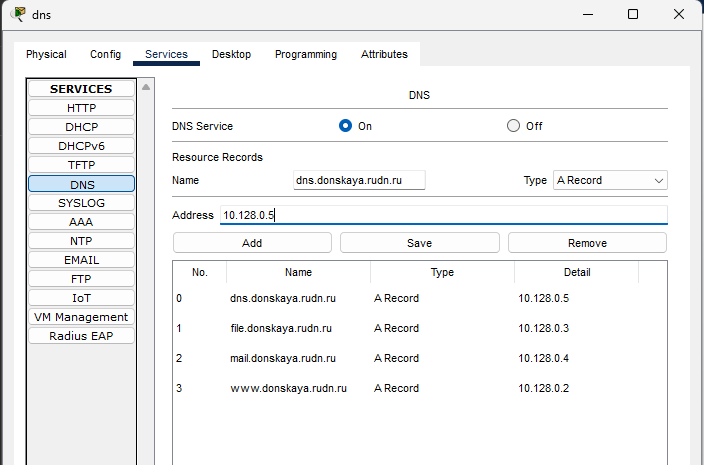 dns
Physical Config Services Desktop Programming Attributes
SERVICES
HTTP
DHCP
DHCPv6
TFTP
DNS
SYSLOG
AAA
NTP
EMAIL
FTP
IoT
VM Management
Radius EAP
DNS
DNS Service On Off
Resource Records
Name dns.donskaya.rudn.ru Type A Record
Address 10.128.0.5
Add Save Remove
No. Name Type Detail
0 dns.donskaya.rudn.ru A Record 10.128.0.5
1 file.donskaya.rudn.ru A Record 10.128.0.3
2 mail.donskaya.rudn.ru A Record 10.128.0.4
3 www.donskaya.rudn.ru A Record 10.128.0.2